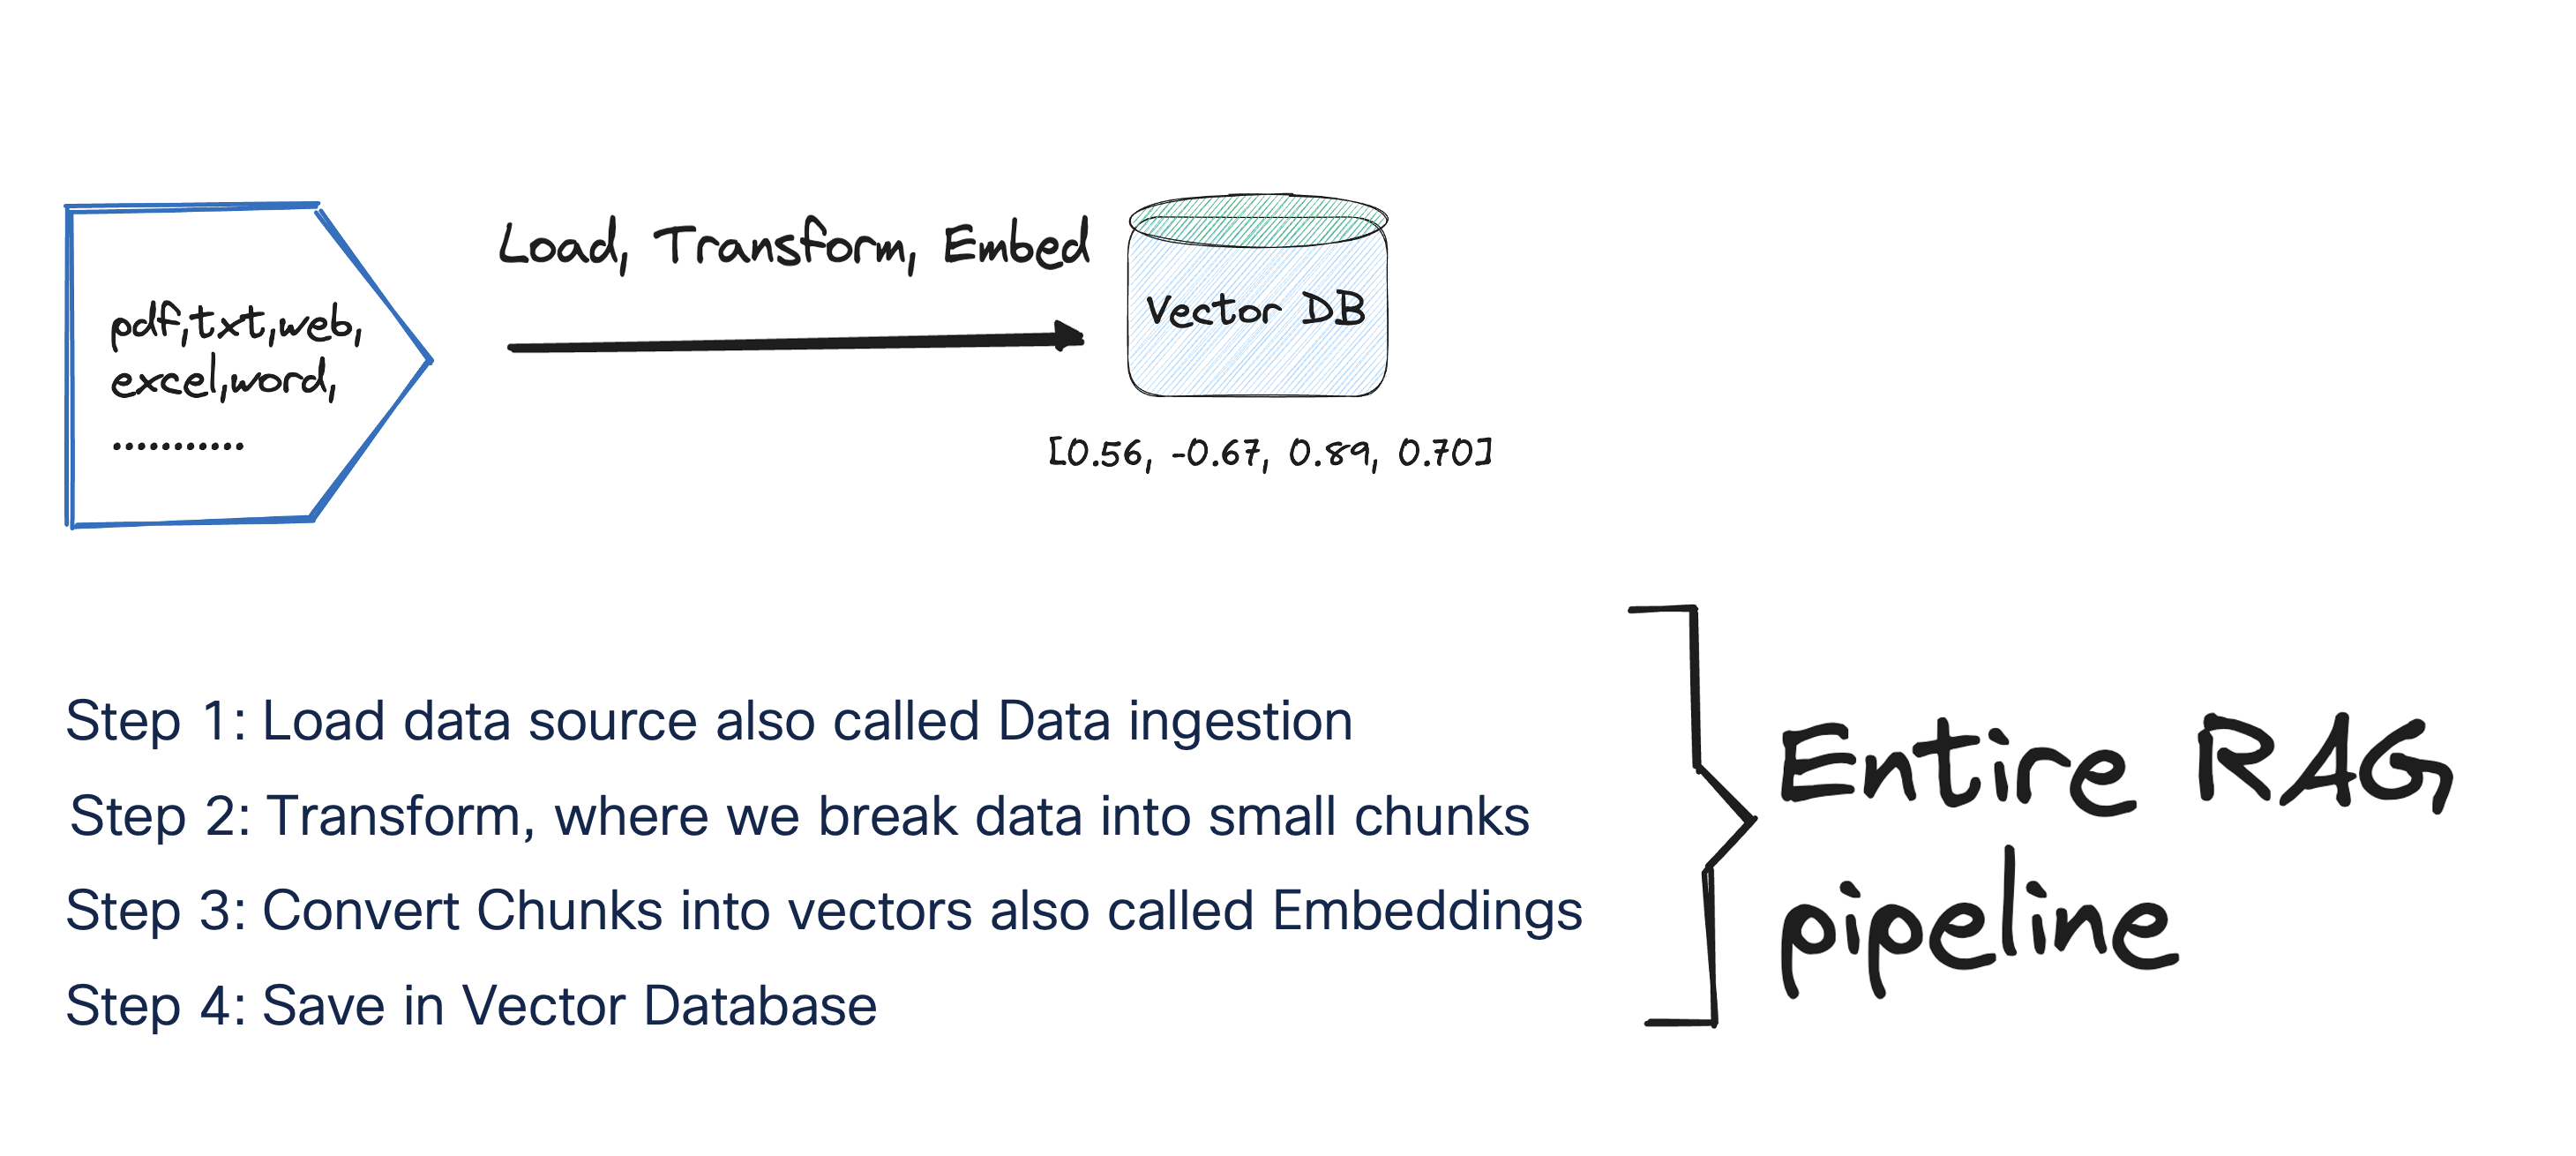 Load, Transform, Embed
Vector DB
pdf,txt,web,
excel,word,
...........
[0.56, -0.67, 0.89, 0.70]
Step 1: Load data source also called Data ingestion
Step 2: Transform, where we break data into small chunks
Step 3: Convert Chunks into vectors also called Embeddings
Step 4: Save in Vector Database
Entire RAG
pipeline